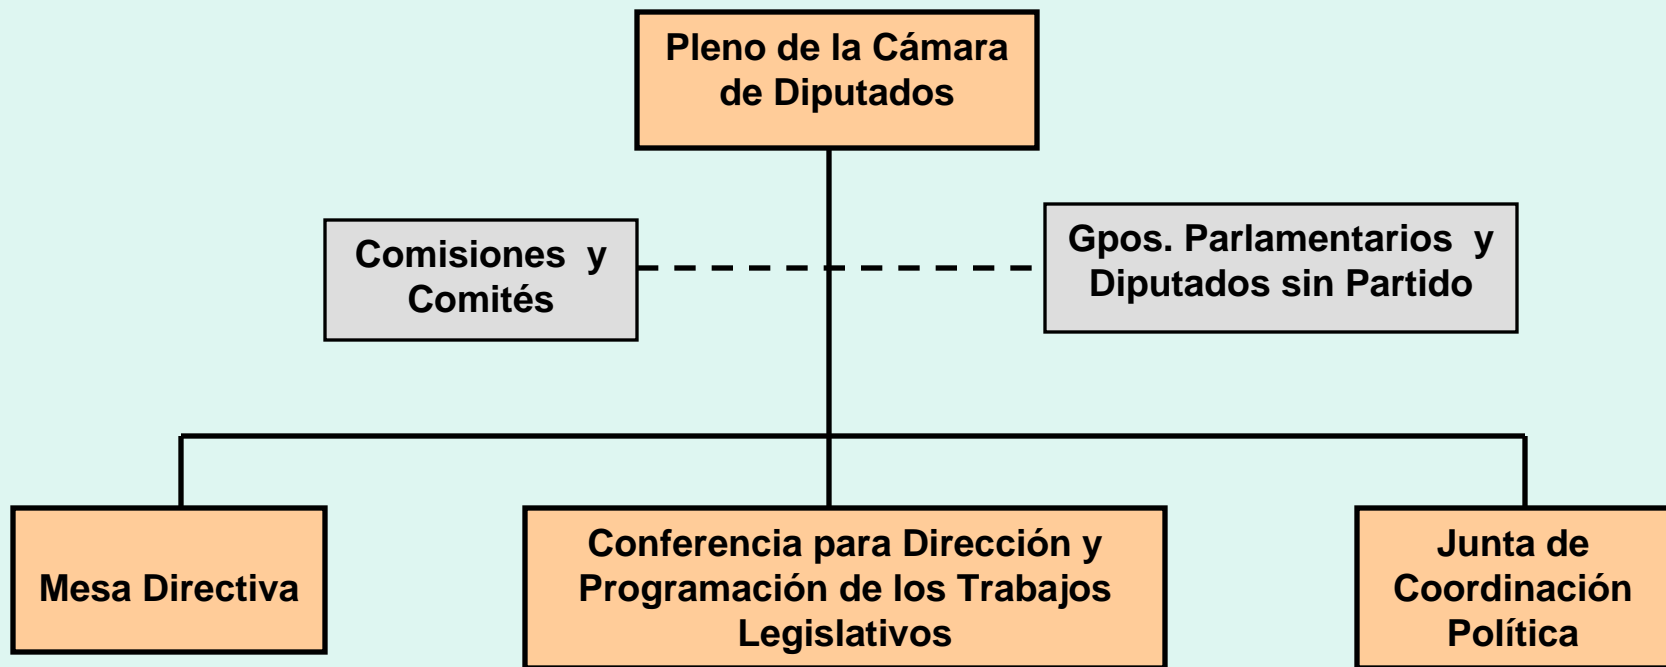 Pleno de la Cámara
de Diputados
Comisiones y
Comités
Gpos. Parlamentarios y
Diputados sin Partido
Mesa Directiva
Conferencia para Dirección y
Programación de los Trabajos
Legislativos
Junta de
Coordinación
Política